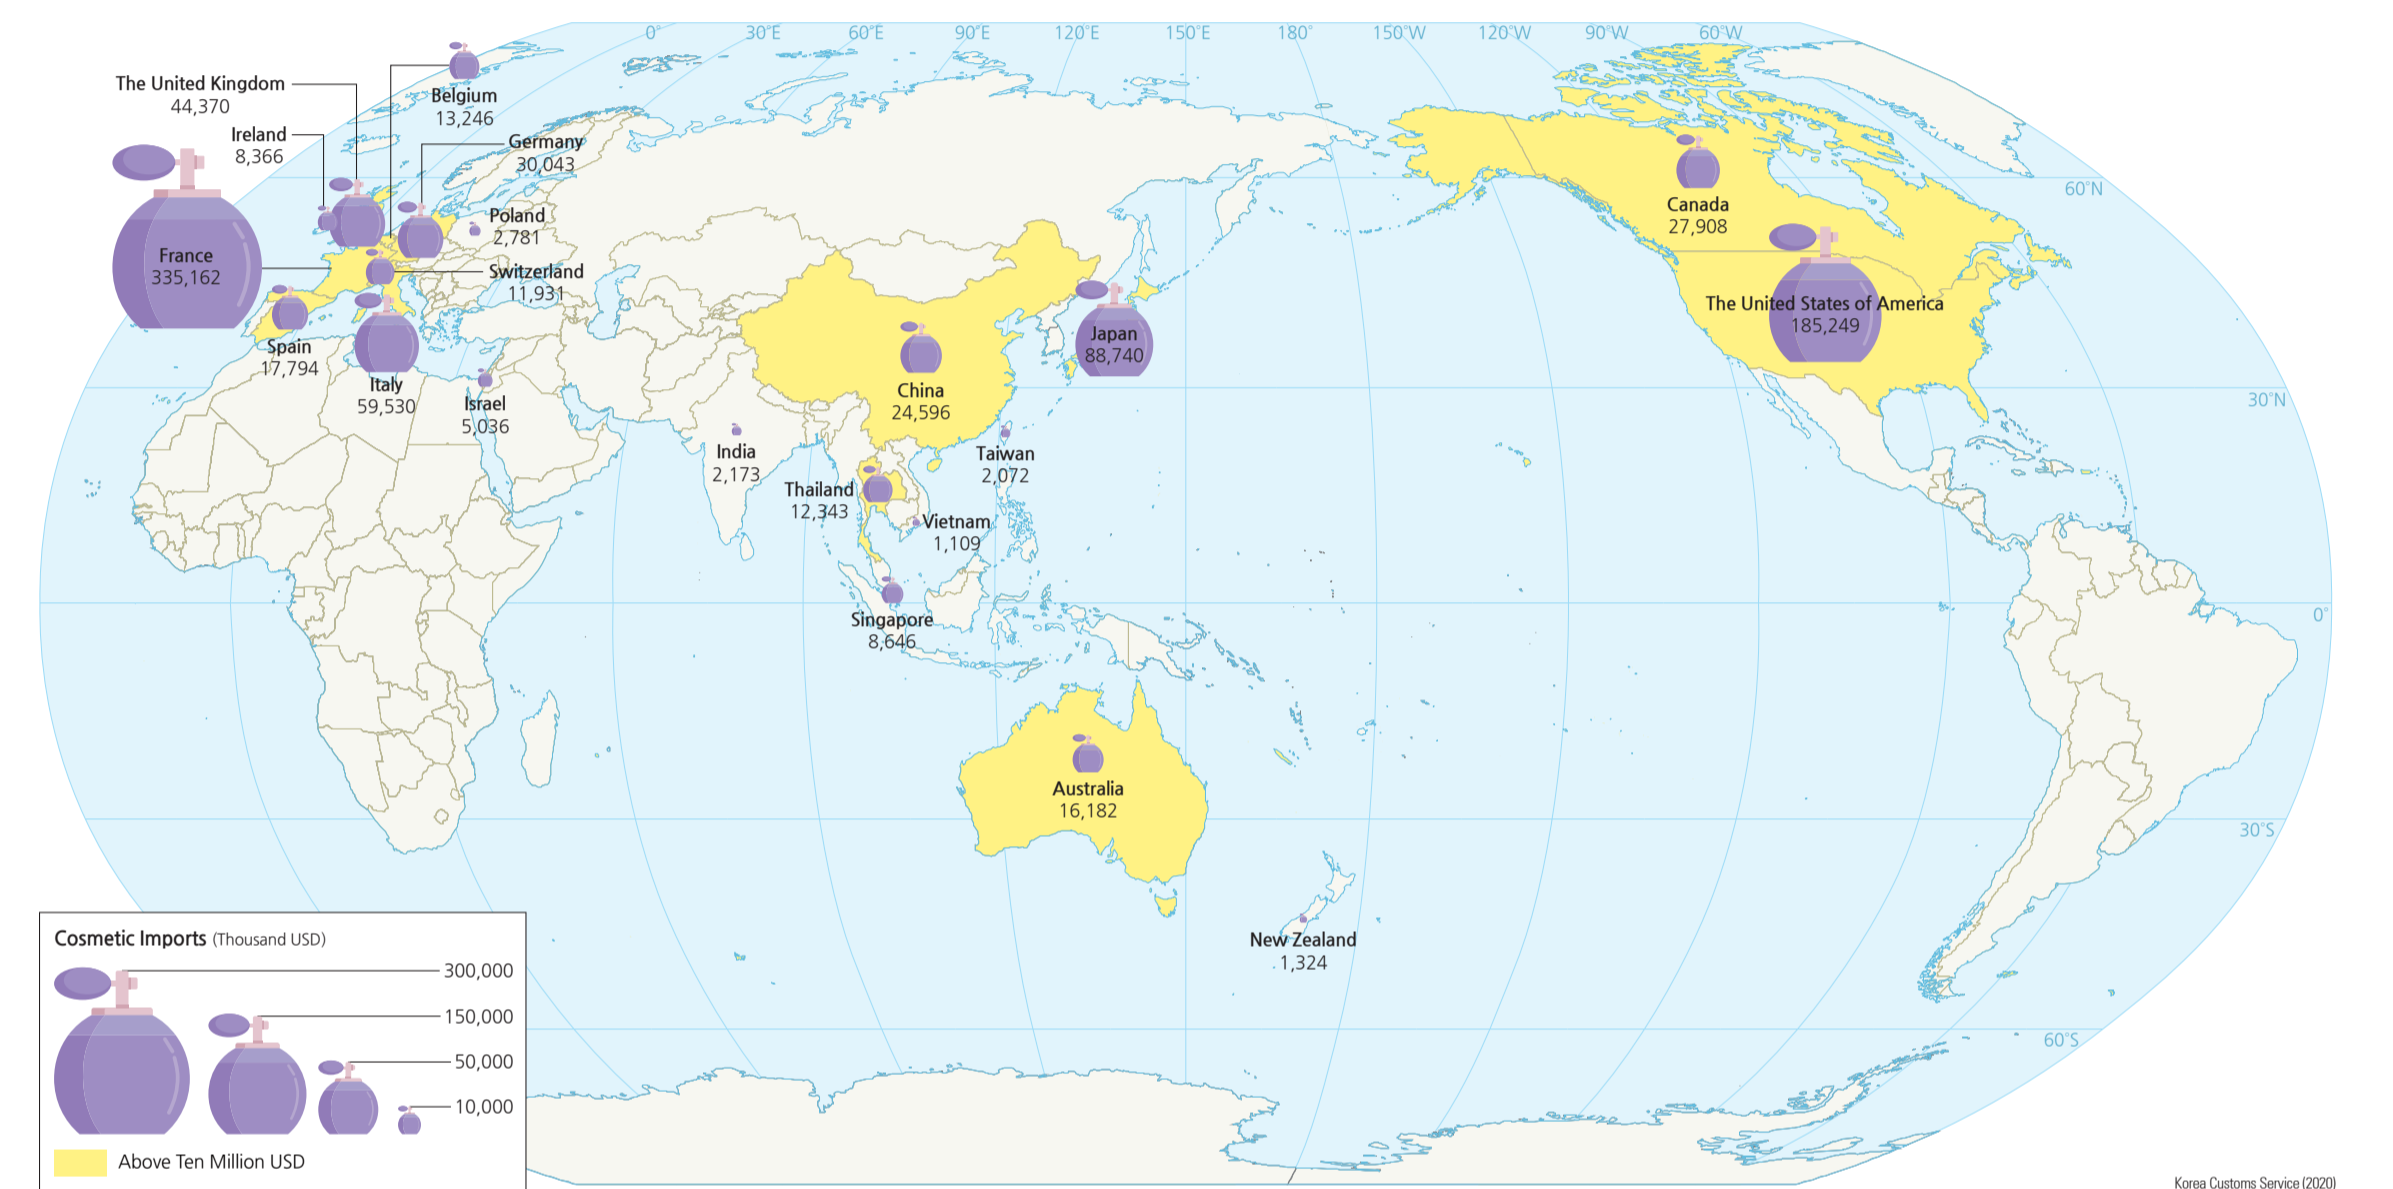 0°
30°E
60°E
90°E
120°E
150°E
180°
150°W
120°W
90°W
60°W
The United Kingdom
44,370
Belgium
13,246
Ireland
8,366
Germany
30,043
France
335,162
Poland
2,781
Switzerland
11,931
Spain
17,794
Italy
59,530
Israel
5,036
India
2,173
China
24,596
Japan
88,740
Taiwan
2,072
Thailand
12,343
Vietnam
1,109
Singapore
8,646
Australia
16,182
New Zealand
1,324
Canada
27,908
The United States of America
185,249
60°N
30°N
0°
30°S
60°S
Cosmetic Imports (Thousand USD)
300,000
150,000
50,000
10,000
Above Ten Million USD
Korea Customs Service (2020)